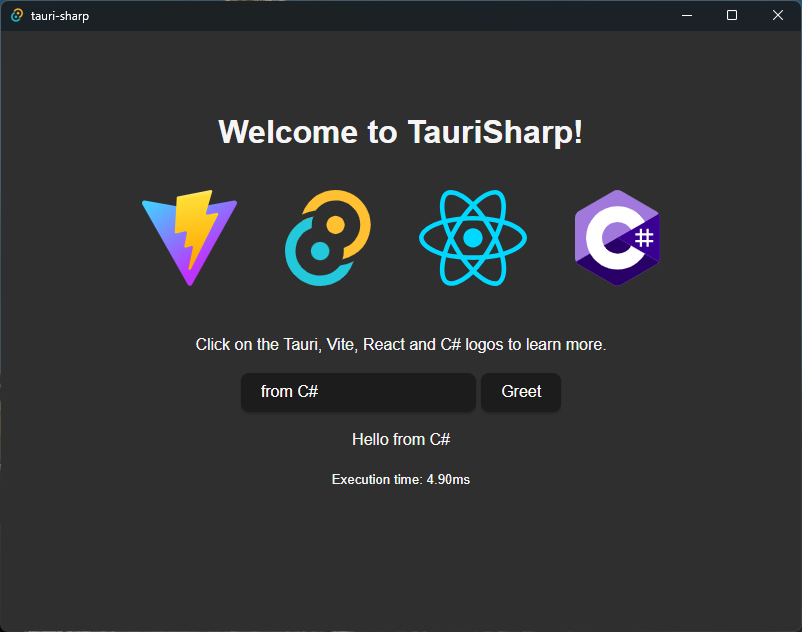 tauri-sharp
Welcome to TauriSharp!
C#
Click on the Tauri, Vite, React and C# logos to learn more.
from C# Greet
Hello from C#
Execution time: 4.90ms